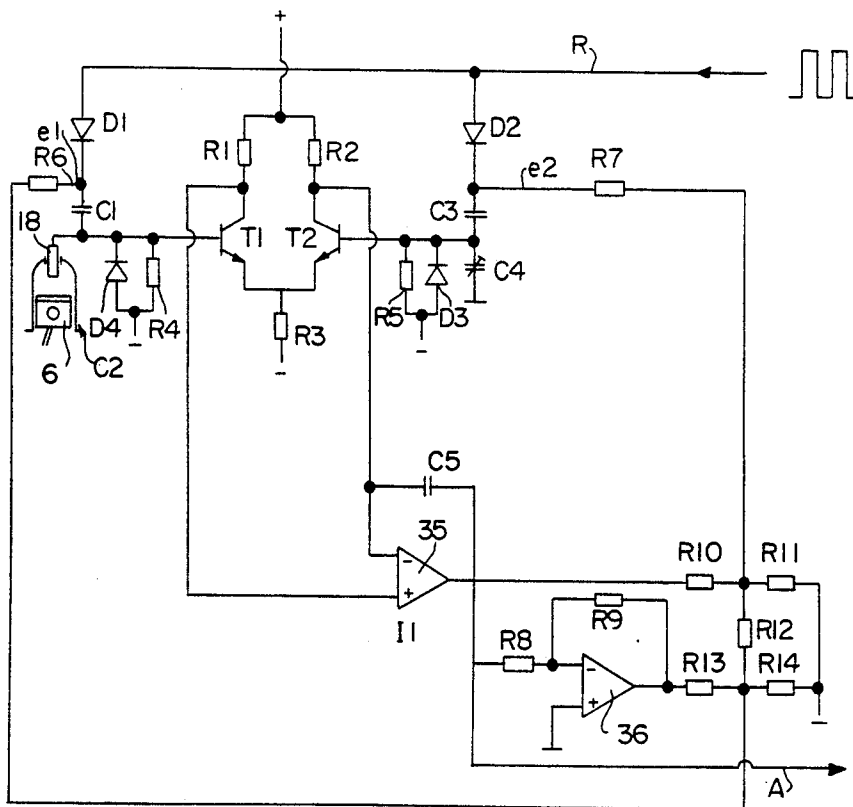 +
R
D1
D2
e1
R6
R1
R2
e2
R7
C1
C3
18
T1
T2
C4
D4
R4
R5
D3
R3
6
C2
-
-
-
C5
35
-
+
I1
R10
R11
R12
R9
R8
-
+
36
R13
R14
-
A